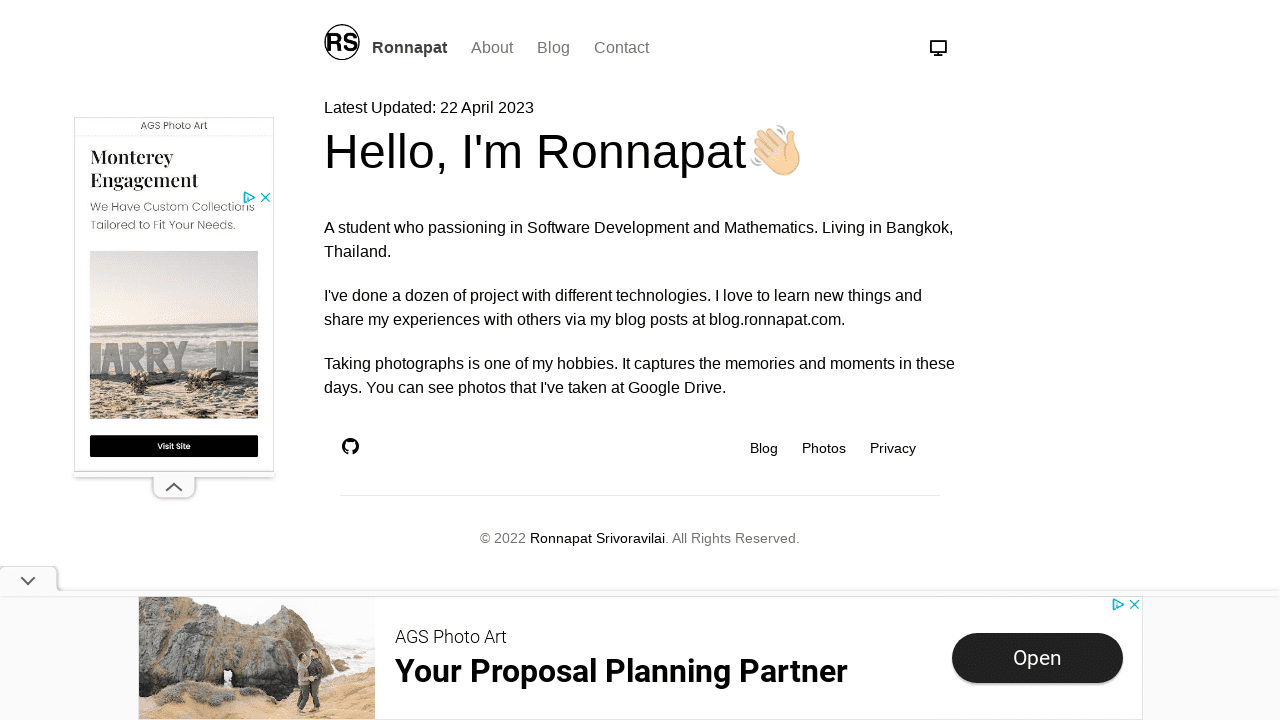 RS
Ronnapat About Blog Contact
Latest Updated: 22 April 2023
Hello, I'm Ronnapat
A student who passioning in Software Development and Mathematics. Living in Bangkok,
Thailand.
I've done a dozen of project with different technologies. I love to learn new things and
share my experiences with others via my blog posts at blog.ronnapat.com.
Taking photographs is one of my hobbies. It captures the memories and moments in these
days. You can see photos that I've taken at Google Drive.
Blog Photos Privacy
© 2022 Ronnapat Srivoravilai. All Rights Reserved.
AGS Photo Art
Monterey
Engagement
We Have Custom Collections
Tailored to Fit Your Needs.
MARRY ME
Visit Site
AGS Photo Art
Your Proposal Planning Partner
Open